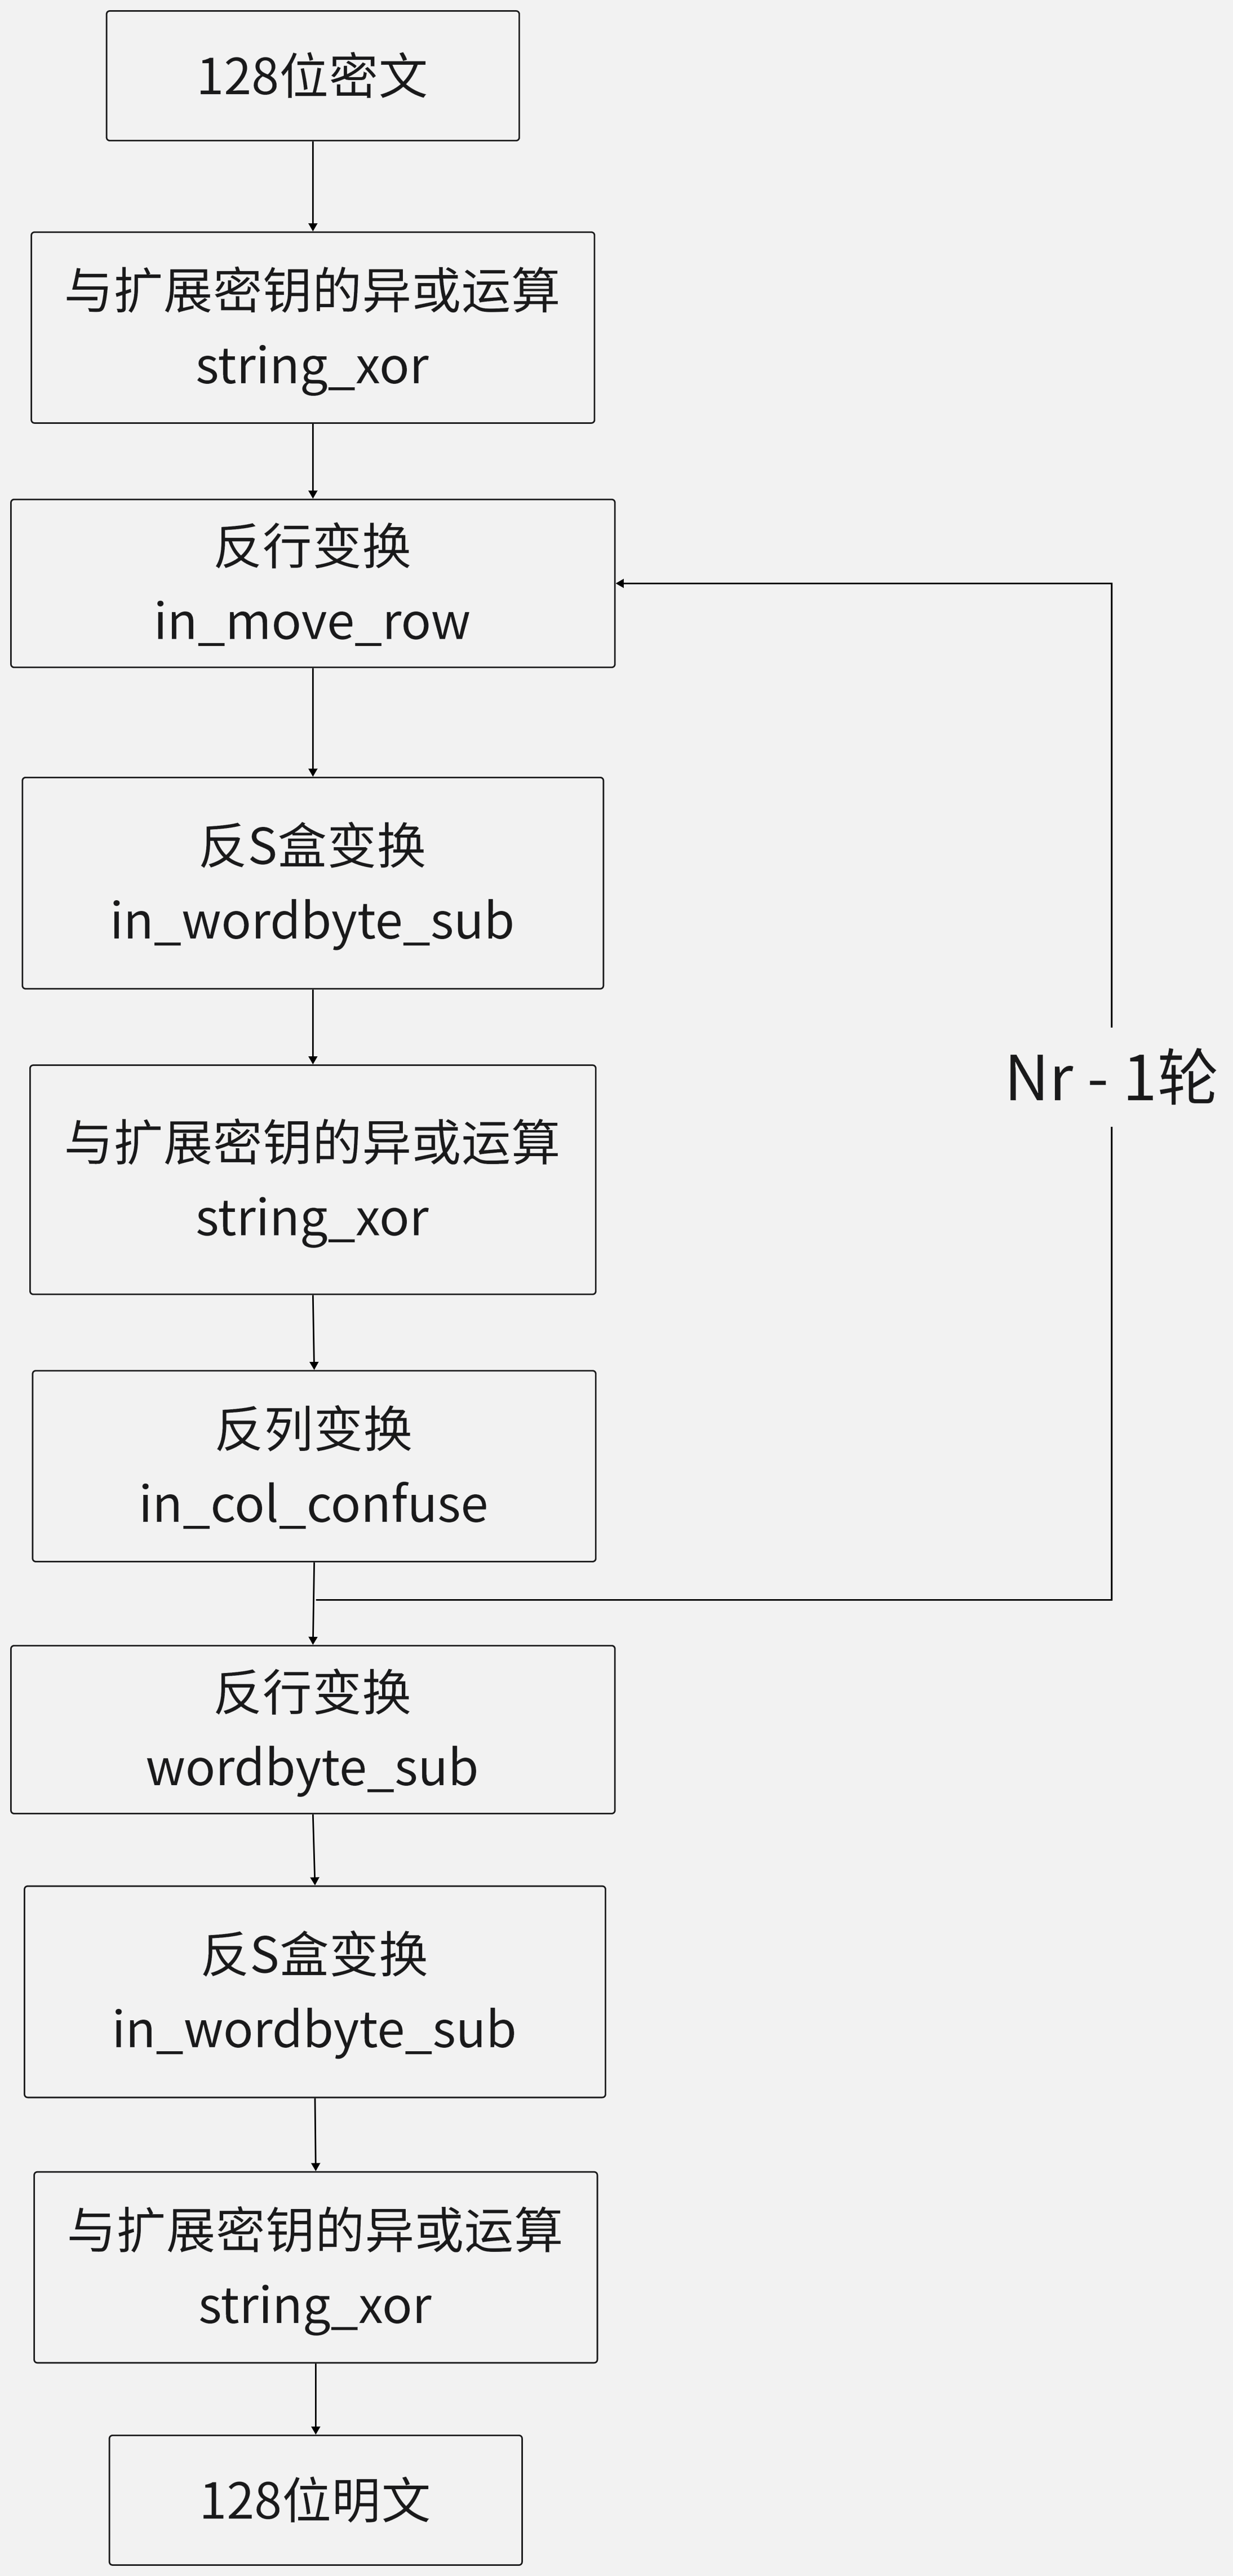 128位密文
与扩展密钥的异或运算
string_xor
反行变换
in_move_row
反S盒变换
in_wordbyte_sub
与扩展密钥的异或运算
string_xor
Nr - 1轮
反列变换
in_col_confuse
反行变换
wordbyte_sub
反S盒变换
in_wordbyte_sub
与扩展密钥的异或运算
string_xor
128位明文